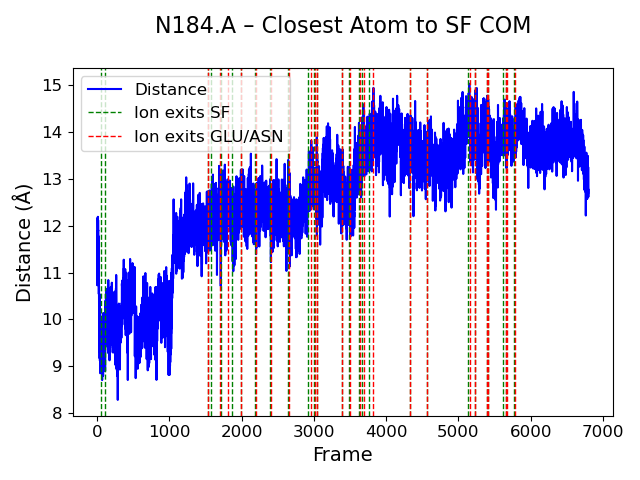 N184.A – Closest Atom to SF COM
Distance
Ion exits SF
Ion exits GLU/ASN
Distance (Å)
15
14
13
12
11
10
9
8
0 1000 2000 3000 4000 5000 6000 7000
Frame